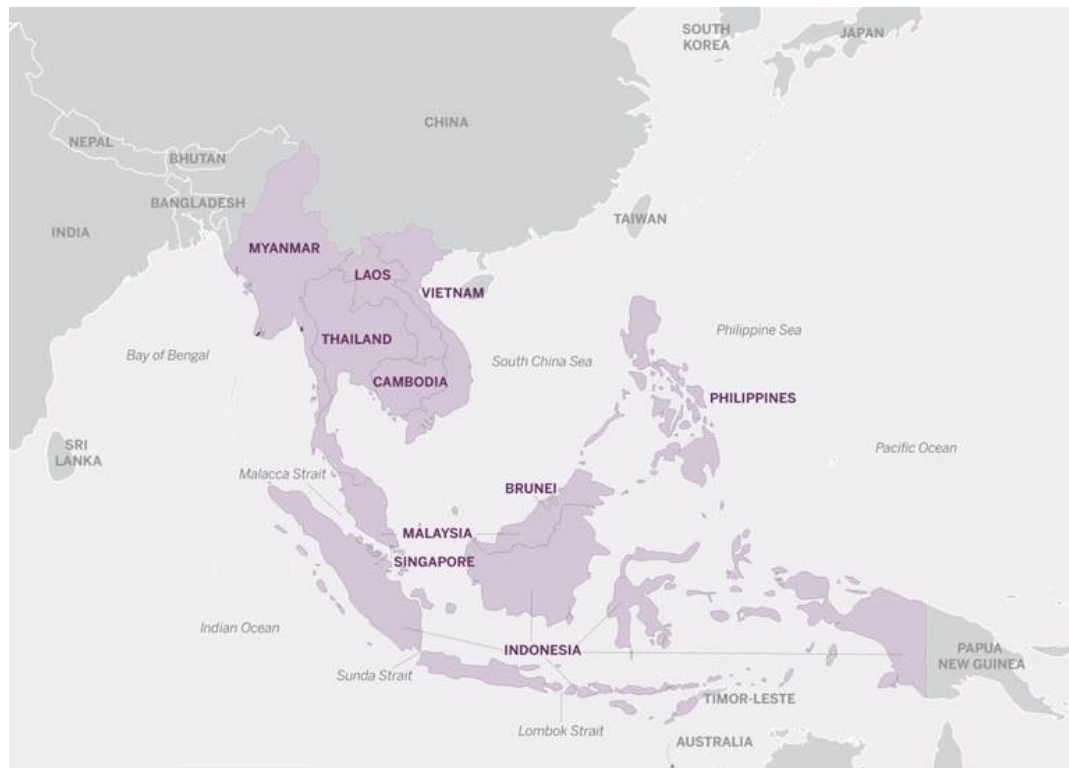 SOUTH
KOREA
JAPAN
CHINA
NEPAL
BHUTAN
BANGLADESH
INDIA
TAIWAN
MYANMAR
LAOS
VIETNAM
THAILAND
Philippine Sea
Bay of Bengal
South China Sea
CAMBODIA
PHILIPPINES
SRI
LANKA
Pacific Ocean
Malacca Strait
BRUNEI
MALAYSIA
SINGAPORE
Indian Ocean
INDONESIA
PAPUA
NEW GUINEA
Sunda Strait
TIMOR-LESTE
Lombok Strait
AUSTRALIA